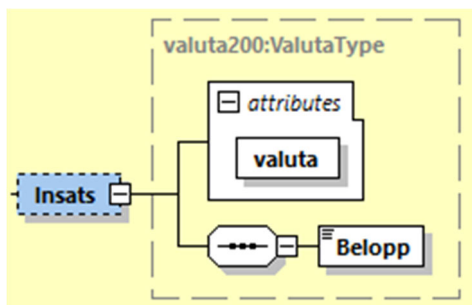 valuta200:ValutaType
attributes
valuta
Insats
Belopp